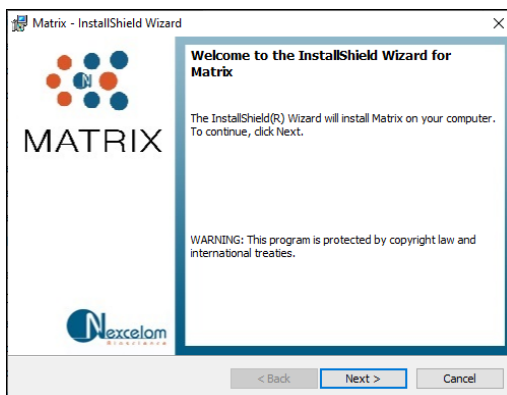 Matrix - InstallShield Wizard
Welcome to the InstallShield Wizard for
Matrix
N
MATRIX
The InstallShield(R) Wizard will install Matrix on your computer.
To continue, click Next.
WARNING: This program is protected by copyright law and
international treaties.
Nexcelom
Bioscience
< Back
Next >
Cancel